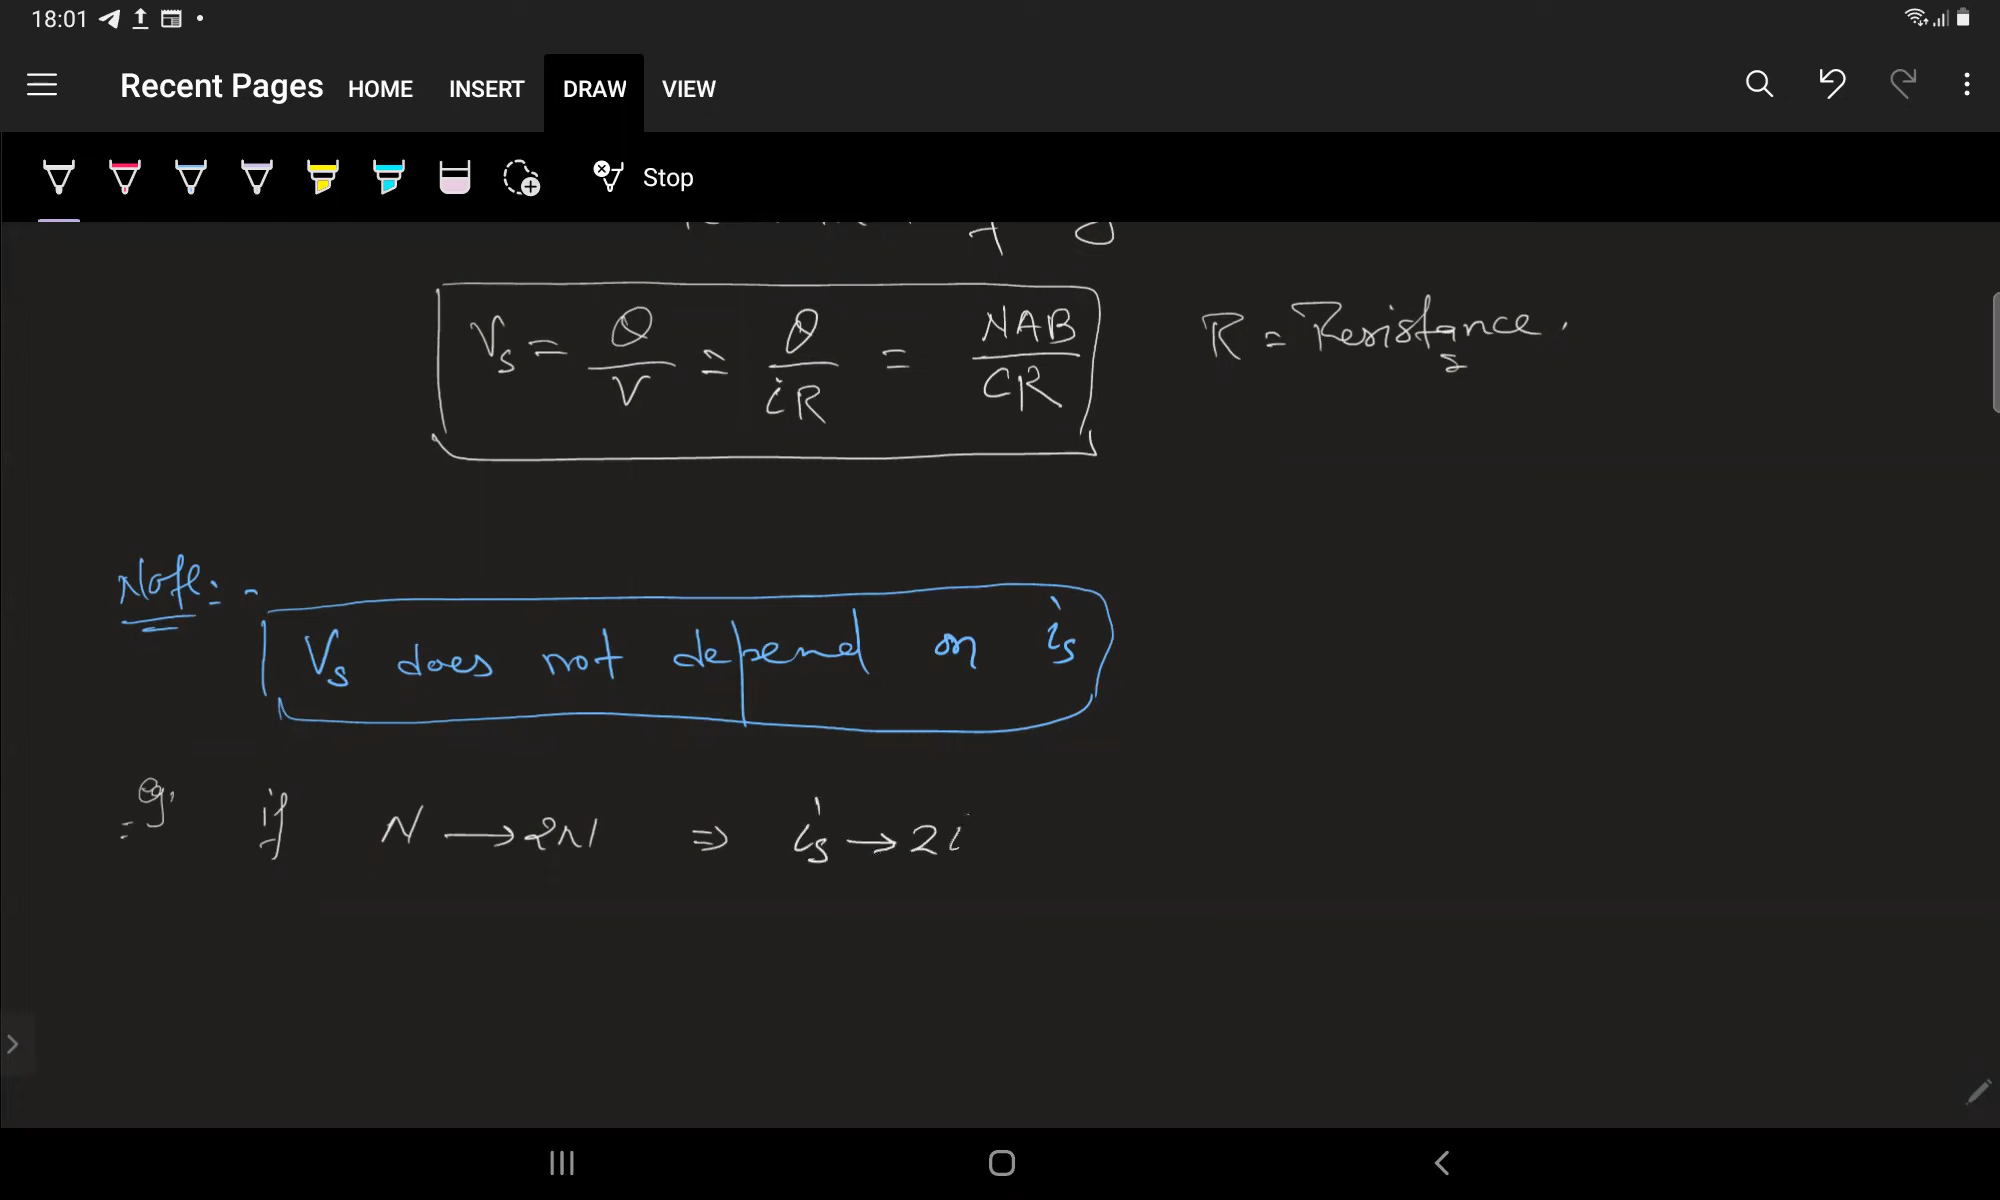 18:01
Recent Pages HOME INSERT DRAW VIEW
Stop
Vs = θ/V = θ/iR = NAB/CR R = Resistance.
Note:-
Vs does not depend on is
eg. if N → 2N ⇒ is → 2i